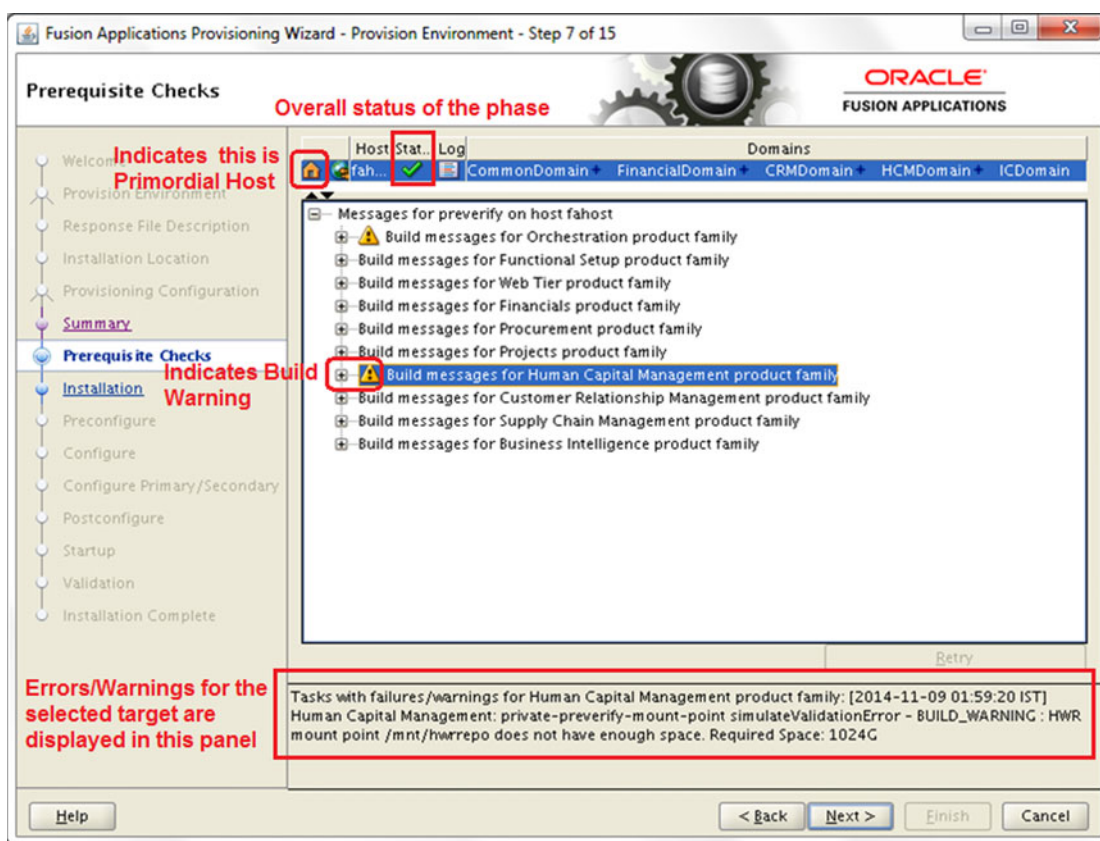 Fusion Applications Provisioning Wizard - Provision Environment - Step 7 of 15
Prerequisite Checks
ORACLE
FUSION APPLICATIONS
Overall status of the phase
Indicates this is
Primordial Host
Host Stat.. Log Domains
fah... CommonDomain + FinancialDomain + CRMDomain + HCMDomain + ICDomain
Welcome
Provision Environment
Response File Description
Installation Location
Provisioning Configuration
Summary
Prerequisite Checks
Installation
Preconfigure
Configure
Configure Primary/Secondary
Postconfigure
Startup
Validation
Installation Complete
Indicates Build
Warning
Messages for preverify on host fahost
Build messages for Orchestration product family
Build messages for Functional Setup product family
Build messages for Web Tier product family
Build messages for Financials product family
Build messages for Procurement product family
Build messages for Projects product family
Build messages for Human Capital Management product family
Build messages for Customer Relationship Management product family
Build messages for Supply Chain Management product family
Build messages for Business Intelligence product family
Retry
Errors/Warnings for the
selected target are
displayed in this panel
Tasks with failures/warnings for Human Capital Management product family: [2014-11-09 01:59:20 IST]
Human Capital Management: private-preverify-mount-point simulateValidationError - BUILD_WARNING : HWR
mount point /mnt/hwrrepo does not have enough space. Required Space: 1024G
Help
< Back
Next >
Finish
Cancel